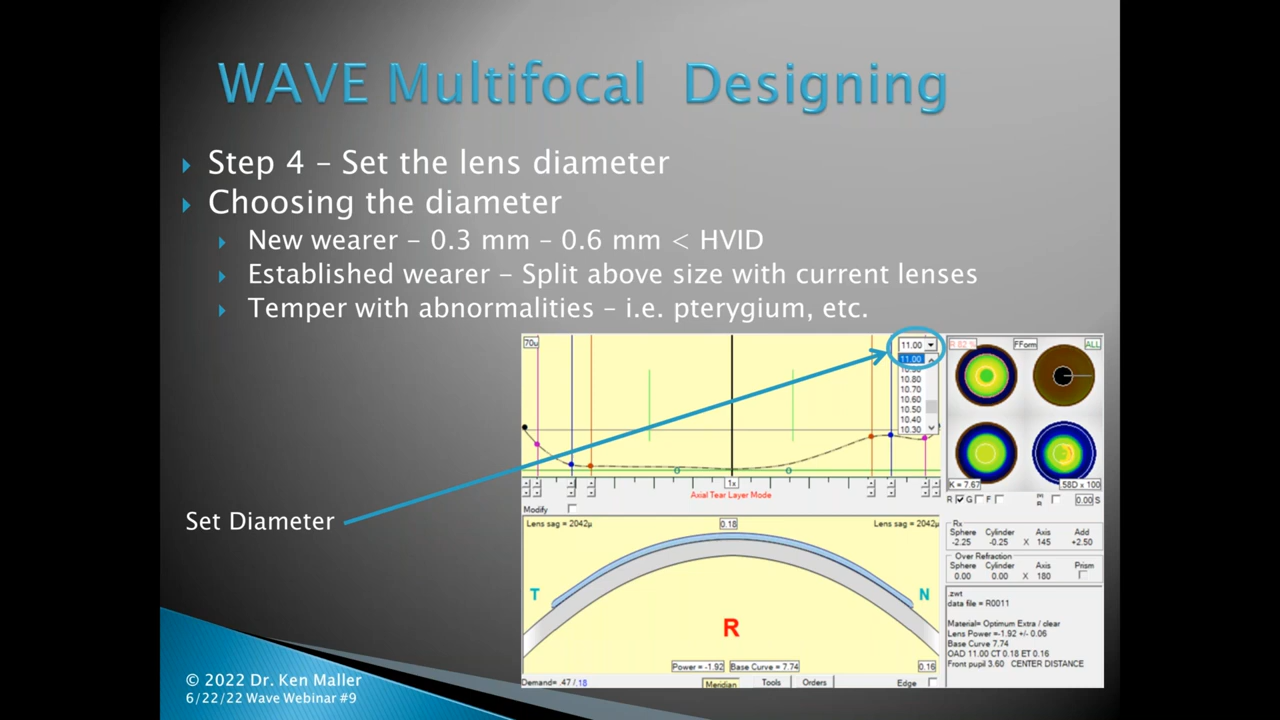 WAVE Multifocal Designing
Step 4 – Set the lens diameter
Choosing the diameter
New wearer – 0.3 mm – 0.6 mm < HVID
Established wearer – Split above size with current lenses
Temper with abnormalities – i.e. pterygium, etc.
70u
11.00
11.00
10.90
10.80
10.70
10.60
10.50
10.40
10.30
R 82 %
FForm
ALL
K = 7.67
.58D x 100
1x
Axial Tear Layer Mode
R G F
0.00 S
Set Diameter
Modify
Lens sag = 2042µ
0.18
Lens sag = 2042µ
T
N
R
Power = -1.92
Base Curve = 7.74
0.16
Demand= .47 / .18
Meridian
Tools
Orders
Edge
Rx
Sphere Cylinder Axis Add
-2.25 -0.25 X 145 +2.50
Over Refraction
Sphere Cylinder Axis Prism
0.00 0.00 X 180
.zwt
data file = R0011
Material= Optimum Extra / clear
Lens Power=-1.92 +/- 0.06
Base Curve 7.74
OAD 11.00 CT 0.18 ET 0.16
Front pupil 3.60 CENTER DISTANCE
© 2022 Dr. Ken Maller
6/22/22 Wave Webinar #9